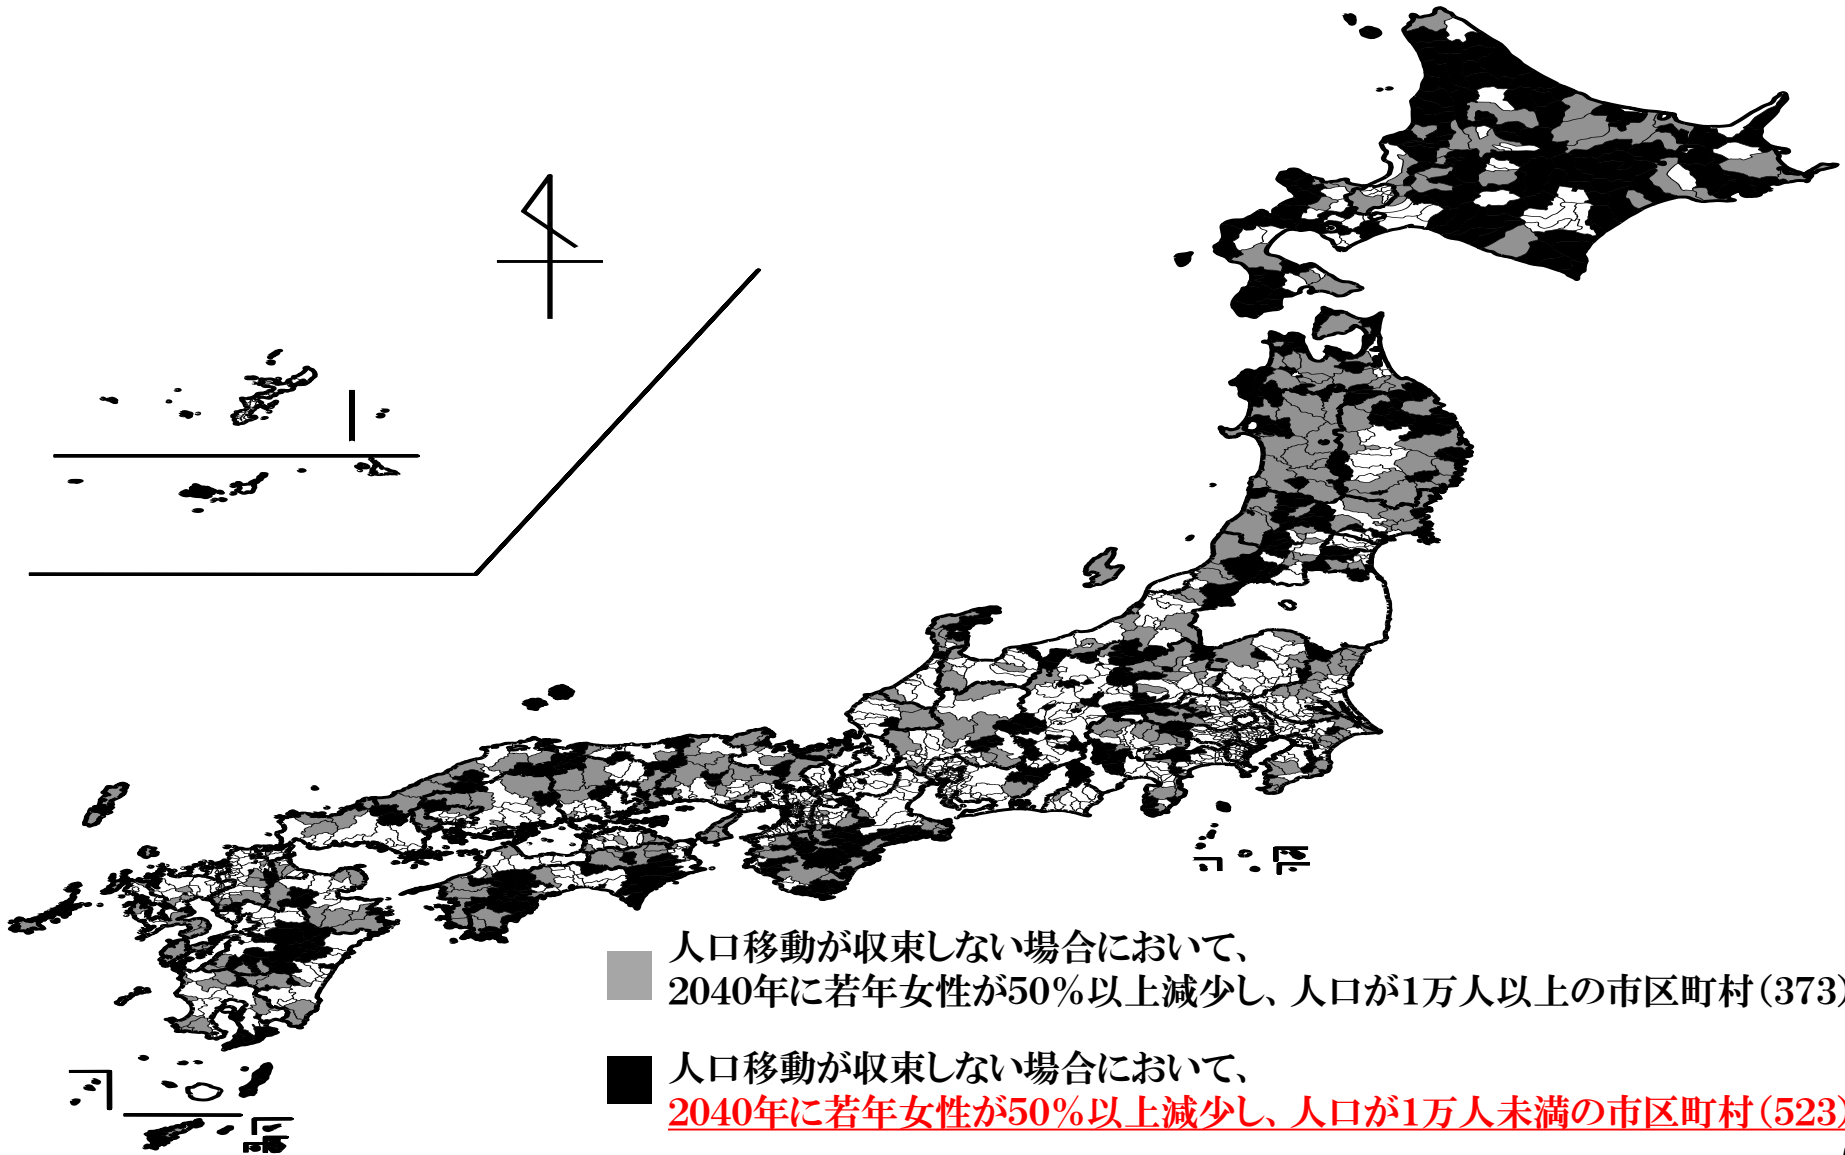 人口移動が収束しない場合において、
2040年に若年女性が50%以上減少し、人口が1万人以上の市区町村（373）
人口移動が収束しない場合において、
2040年に若年女性が50%以上減少し、人口が1万人未満の市区町村（523）